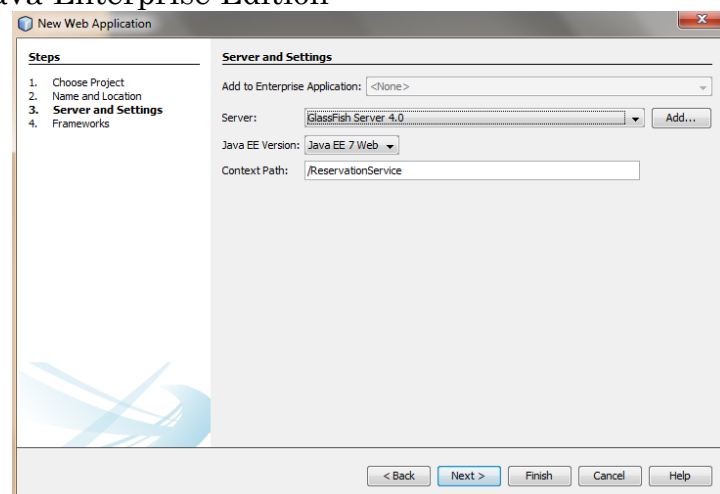 Java Enterprise Edition
New Web Application
Steps
1. Choose Project
2. Name and Location
3. Server and Settings
4. Frameworks
Server and Settings
Add to Enterprise Application: <None>
Server: GlassFish Server 4.0 Add...
Java EE Version: Java EE 7 Web
Context Path: /ReservationService
< Back Next > Finish Cancel Help